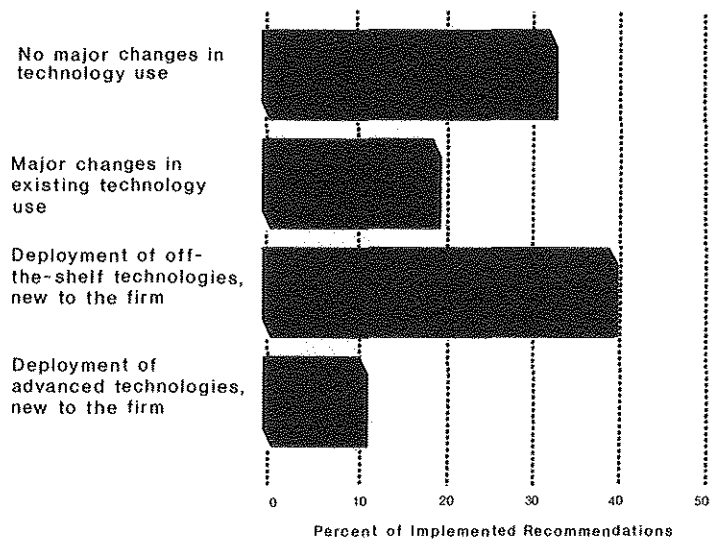 No major changes in
technology use
Major changes in
existing technology
use
Deployment of off-
the-shelf technologies,
new to the firm
Deployment of
advanced technologies,
new to the firm
0 10 20 30 40 50
Percent of Implemented Recommendations